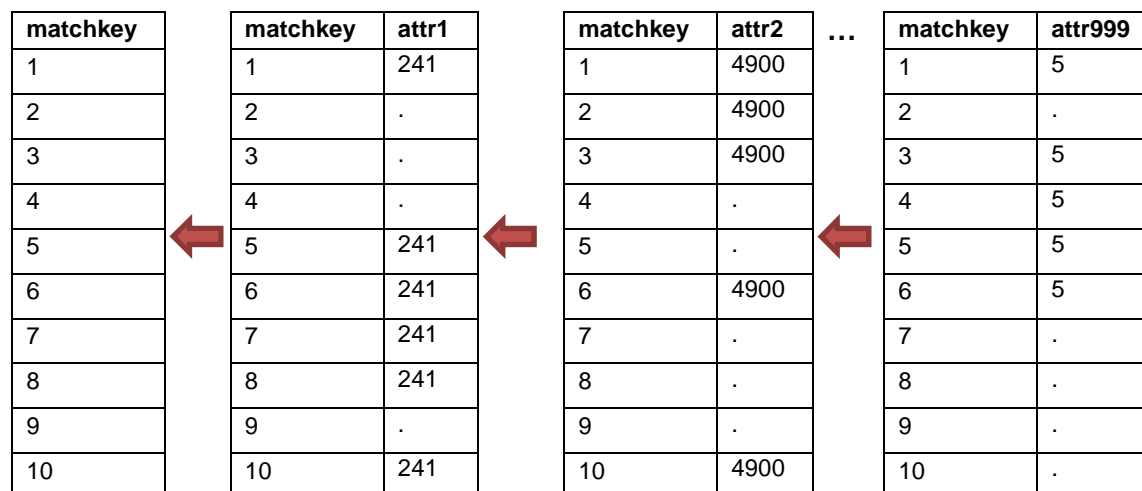 matchkey matchkey attr1 matchkey attr2 ... matchkey attr999
1 1 241 1 4900 1 5
2 2 . 2 4900 2 .
3 3 . 3 4900 3 5
4 4 . 4 . 4 5
5 5 241 5 . 5 5
6 6 241 6 4900 6 5
7 7 241 7 . 7 .
8 8 241 8 . 8 .
9 9 . 9 . 9 .
10 10 241 10 4900 10 .